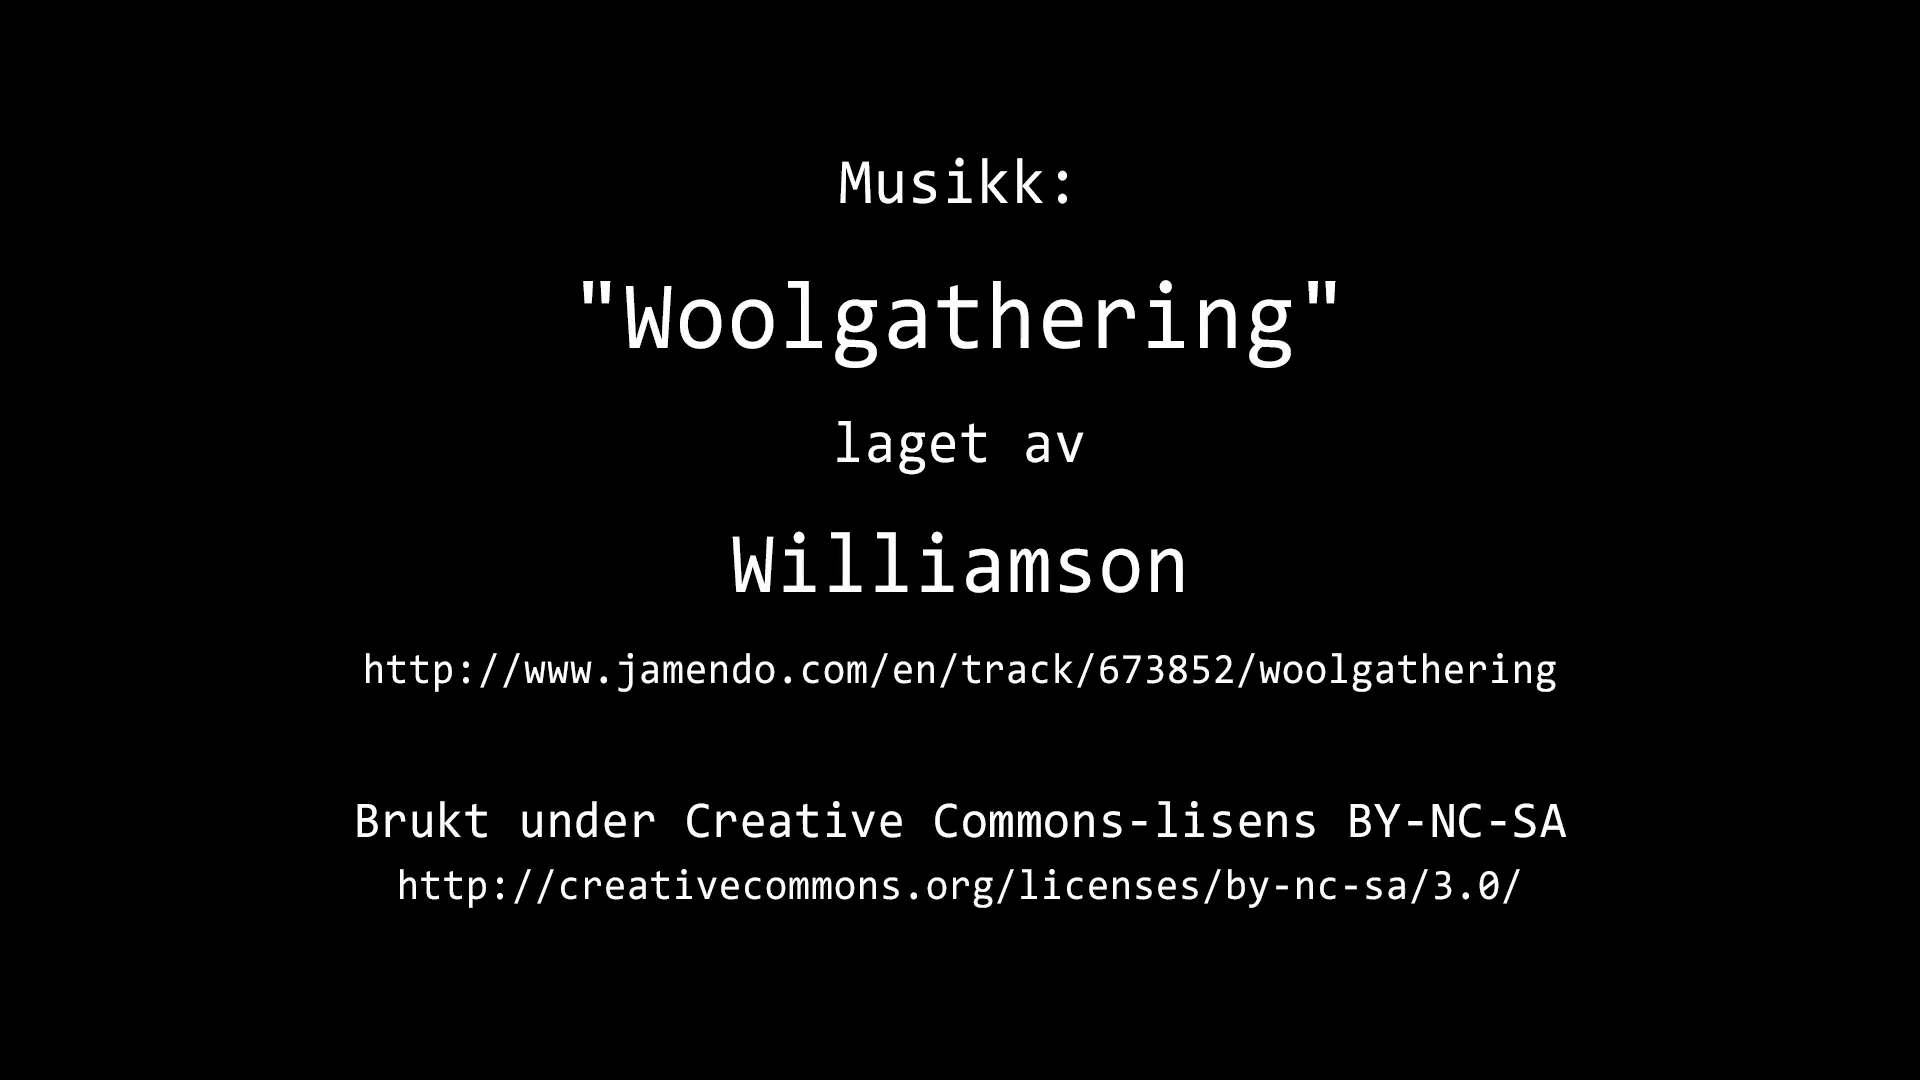 Musikk:
"Woolgathering"
laget av
Williamson
http://www.jamendo.com/en/track/673852/woolgathering
Brukt under Creative Commons-lisens BY-NC-SA
http://creativecommons.org/licenses/by-nc-sa/3.0/